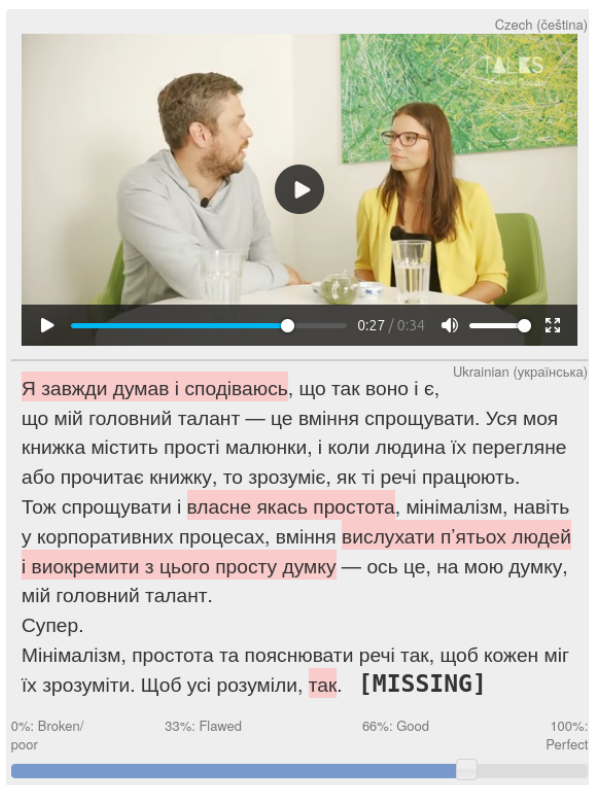 Czech (čeština)
TALKS
0:27 / 0:34
Ukrainian (українська)
Я завжди думав і сподіваюсь, що так воно і є,
що мій головний талант — це вміння спрощувати. Уся моя
книжка містить прості малюнки, і коли людина їх перегляне
або прочитає книжку, то зрозуміє, як ті речі працюють.
Тож спрощувати і власне якась простота, мінімалізм, навіть
у корпоративних процесах, вміння вислухати п’ятьох людей
і виокремити з цього просту думку — ось це, на мою думку,
мій головний талант.
Супер.
Мінімалізм, простота та пояснювати речі так, щоб кожен міг
їх зрозуміти. Щоб усі розуміли, так. [MISSING]
0%: Broken/ 33%: Flawed 66%: Good 100%:
poor Perfect